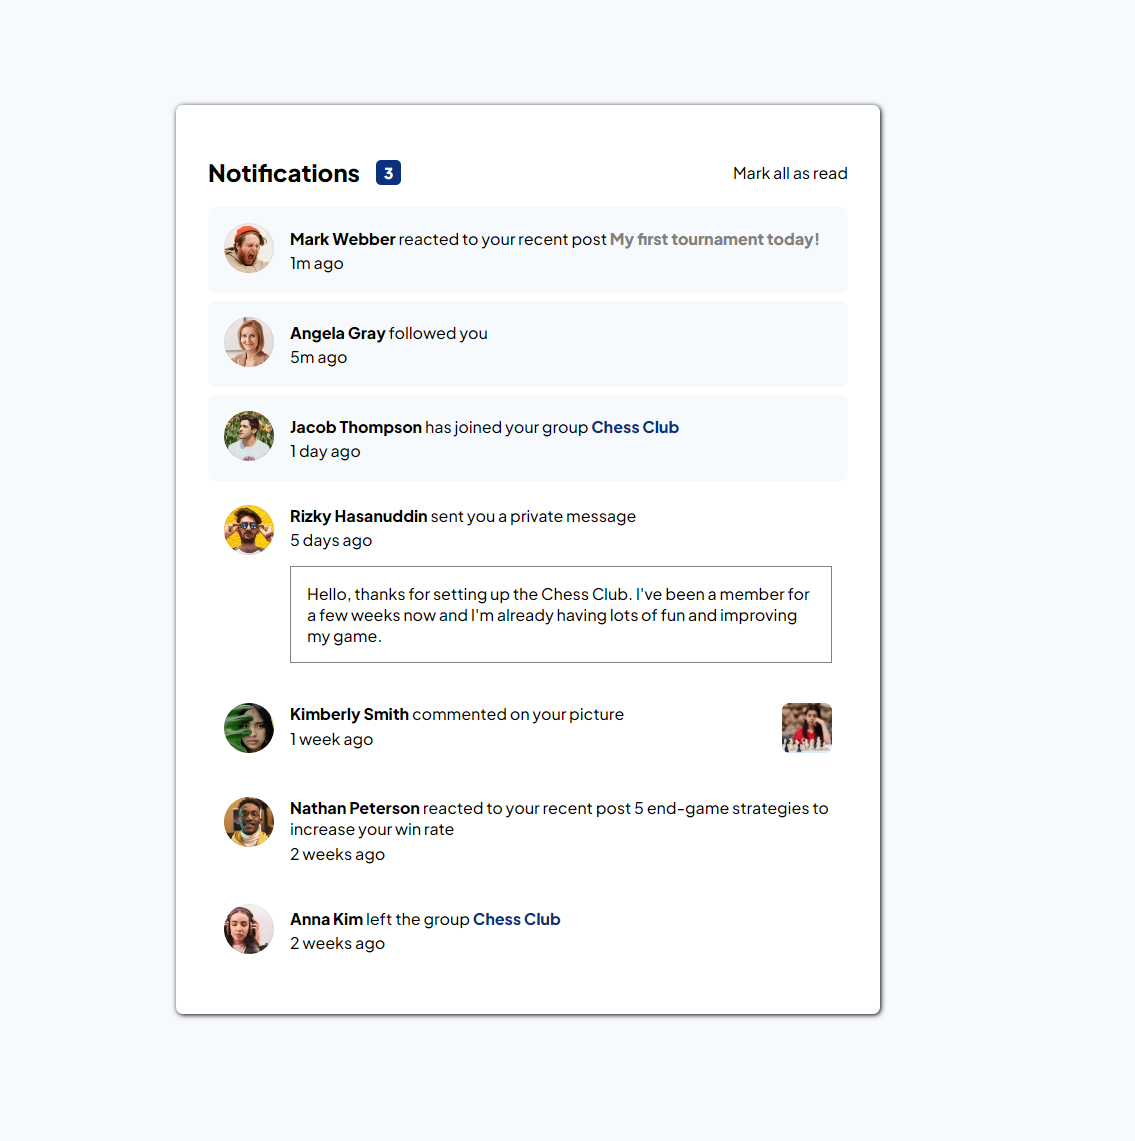 Notifications 3 Mark all as read
Mark Webber reacted to your recent post My first tournament today!
1m ago
Angela Gray followed you
5m ago
Jacob Thompson has joined your group Chess Club
1 day ago
Rizky Hasanuddin sent you a private message
5 days ago
Hello, thanks for setting up the Chess Club. I've been a member for
a few weeks now and I'm already having lots of fun and improving
my game.
Kimberly Smith commented on your picture
1 week ago
Nathan Peterson reacted to your recent post 5 end-game strategies to
increase your win rate
2 weeks ago
Anna Kim left the group Chess Club
2 weeks ago